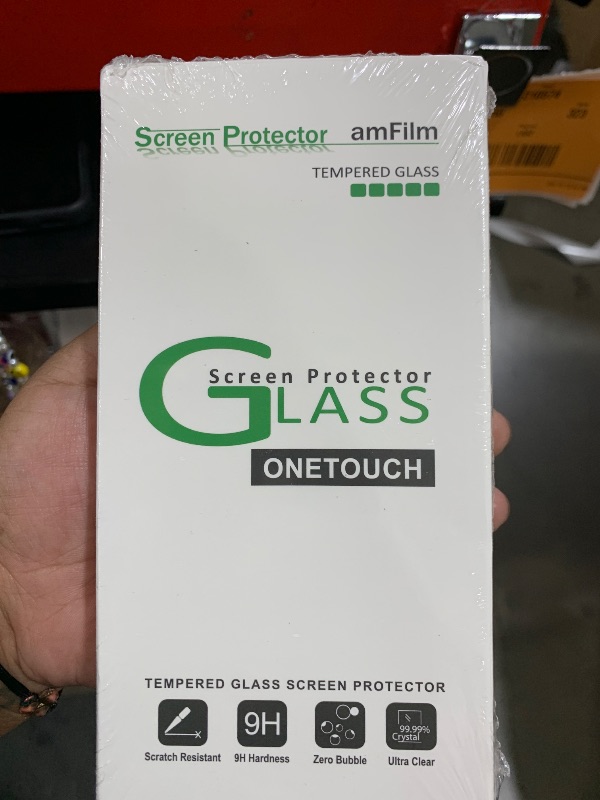 Screen Protector amFilm
TEMPERED GLASS
Screen Protector
GLASS
ONETOUCH
TEMPERED GLASS SCREEN PROTECTOR
9H
99.99%
Crystal
Scratch Resistant 9H Hardness Zero Bubble Ultra Clear